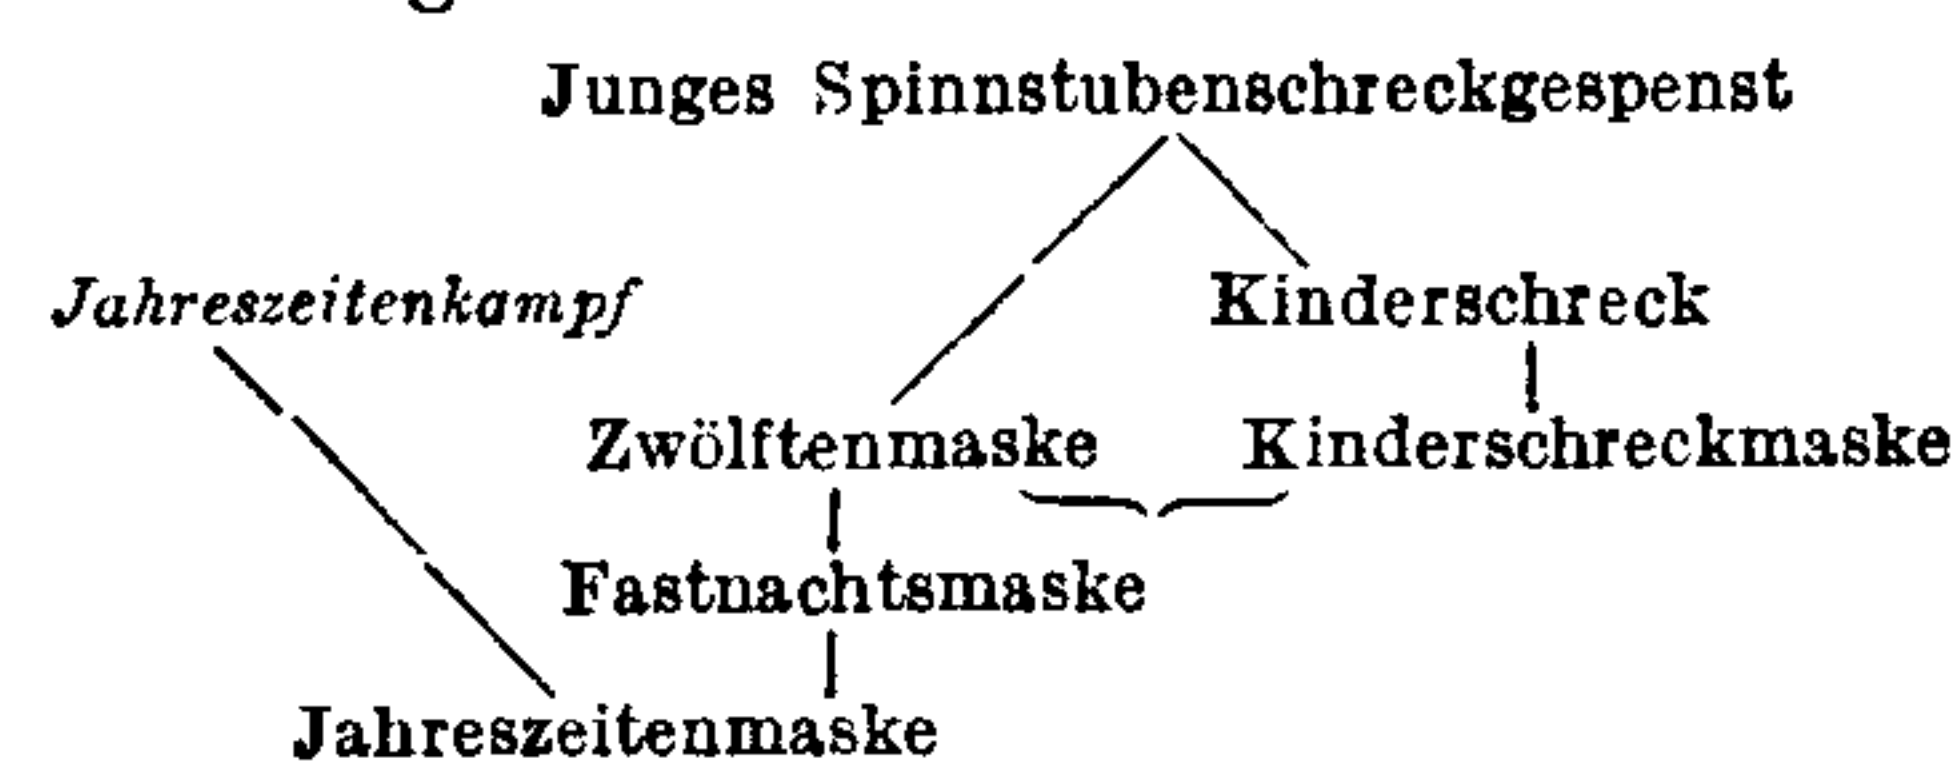 Junges Spinnstubenschreckgespenst
Jahreszeitenkampf Kinderschreck
Zwölftenmaske Kinderschreckmaske
Fastnachtsmaske
Jahreszeitenmaske